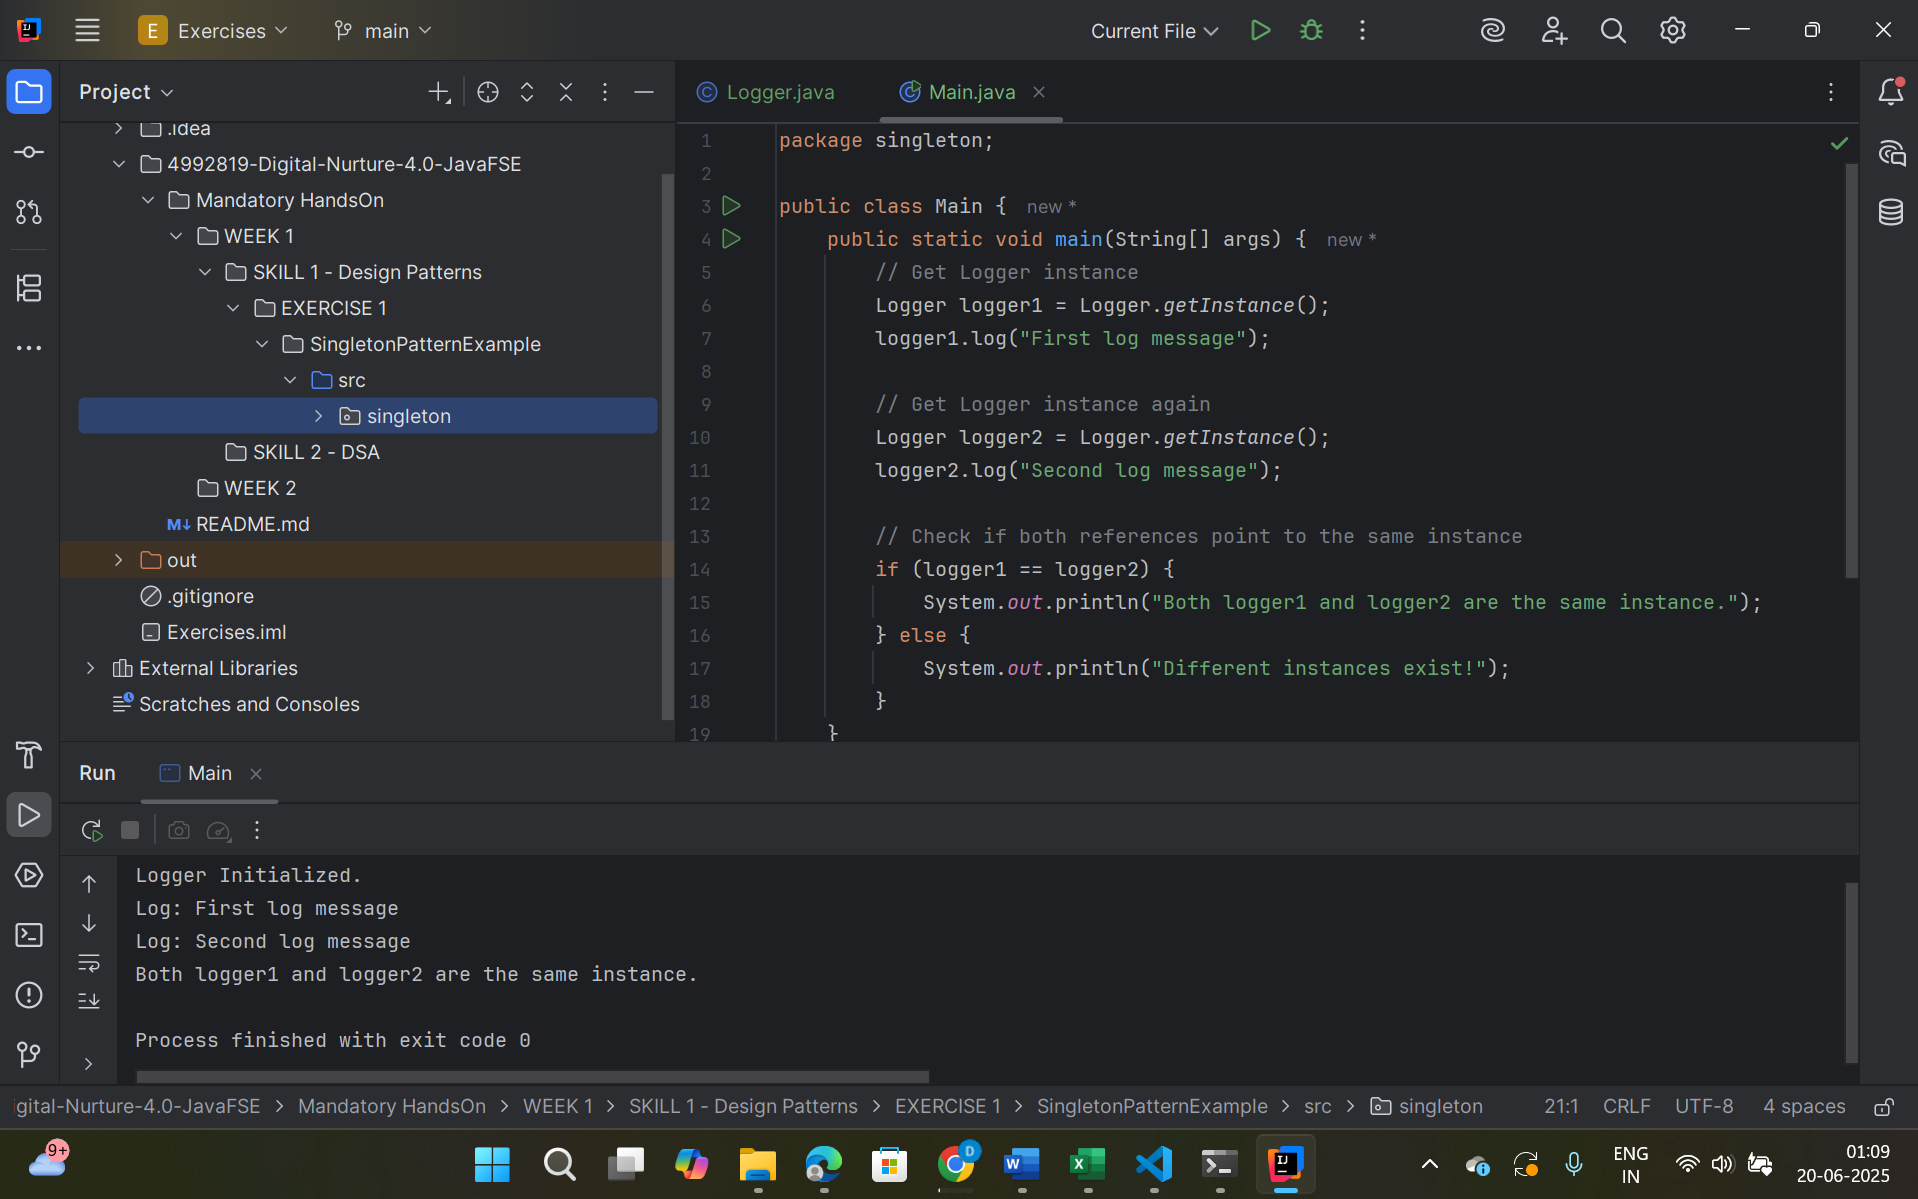 E Exercises main Current File
Project
.idea
4992819-Digital-Nurture-4.0-JavaFSE
Mandatory HandsOn
WEEK 1
SKILL 1 - Design Patterns
EXERCISE 1
SingletonPatternExample
src
singleton
SKILL 2 - DSA
WEEK 2
M↓ README.md
out
.gitignore
Exercises.iml
External Libraries
Scratches and Consoles
Logger.java Main.java
1 package singleton;
2
3 public class Main { new *
4 public static void main(String[] args) { new *
5 // Get Logger instance
6 Logger logger1 = Logger.getInstance();
7 logger1.log("First log message");
8
9 // Get Logger instance again
10 Logger logger2 = Logger.getInstance();
11 logger2.log("Second log message");
12
13 // Check if both references point to the same instance
14 if (logger1 == logger2) {
15 System.out.println("Both logger1 and logger2 are the same instance.");
16 } else {
17 System.out.println("Different instances exist!");
18 }
19 }
Run Main
Logger Initialized.
Log: First log message
Log: Second log message
Both logger1 and logger2 are the same instance.
Process finished with exit code 0
gital-Nurture-4.0-JavaFSE > Mandatory HandsOn > WEEK 1 > SKILL 1 - Design Patterns > EXERCISE 1 > SingletonPatternExample > src > singleton 21:1 CRLF UTF-8 4 spaces
9+
D
ENG
IN
01:09
20-06-2025